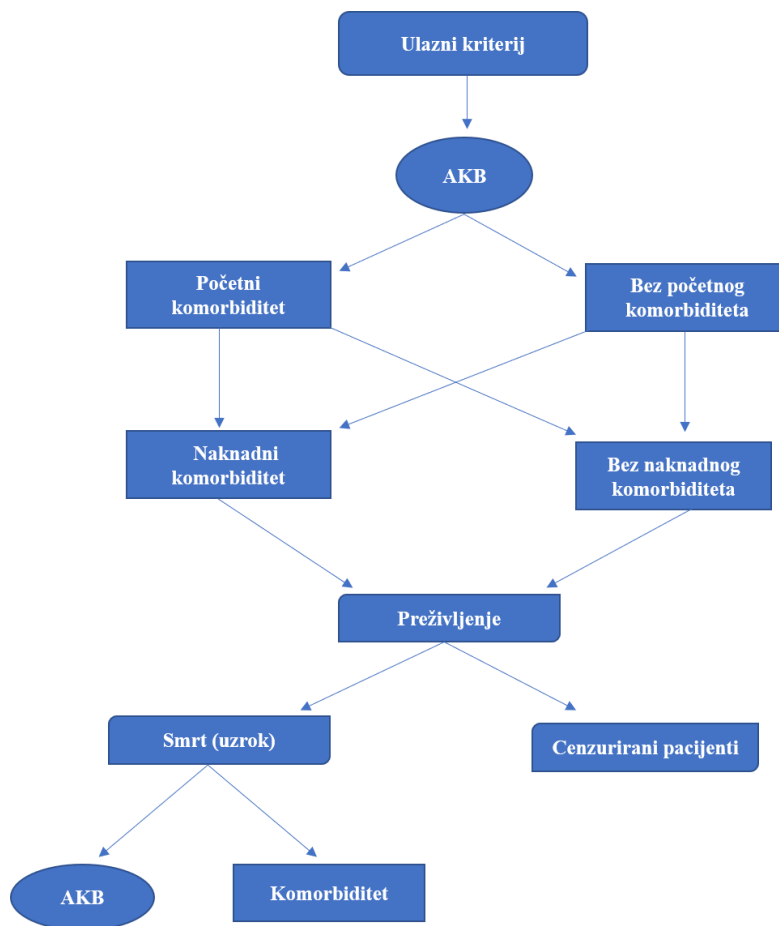 Ulazni kriterij
AKB
Početni
komorbiditet
Bez početnog
komorbiditeta
Naknadni
komorbiditet
Bez naknadnog
komorbiditeta
Preživljenje
Smrt (uzrok)
Cenzurirani pacijenti
AKB
Komorbiditet